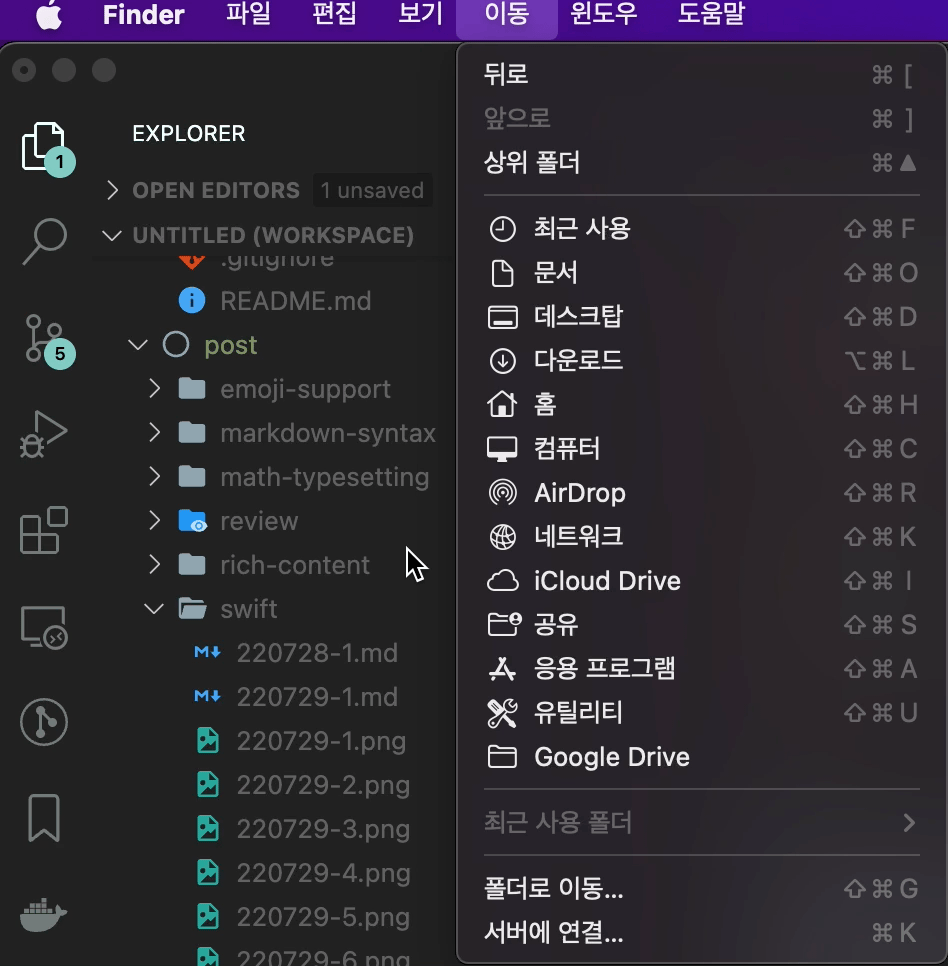 Finder 파일 편집 보기 이동 윈도우 도움말
EXPLORER
1
OPEN EDITORS 1 unsaved
UNTITLED (WORKSPACE)
.gitignore
README.md
5
post
emoji-support
markdown-syntax
math-typesetting
review
rich-content
swift
220728-1.md
220729-1.md
220729-1.png
220729-2.png
220729-3.png
220729-4.png
220729-5.png
220729-6.png
뒤로 ⌘ [
앞으로 ⌘ ]
상위 폴더 ⌘ ▲
최근 사용 ⇧ ⌘ F
문서 ⇧ ⌘ O
데스크탑 ⇧ ⌘ D
다운로드 ⌥ ⌘ L
홈 ⇧ ⌘ H
컴퓨터 ⇧ ⌘ C
AirDrop ⇧ ⌘ R
네트워크 ⇧ ⌘ K
iCloud Drive ⇧ ⌘ I
공유 ⇧ ⌘ S
응용 프로그램 ⇧ ⌘ A
유틸리티 ⇧ ⌘ U
Google Drive
최근 사용 폴더
폴더로 이동... ⇧ ⌘ G
서버에 연결... ⌘ K